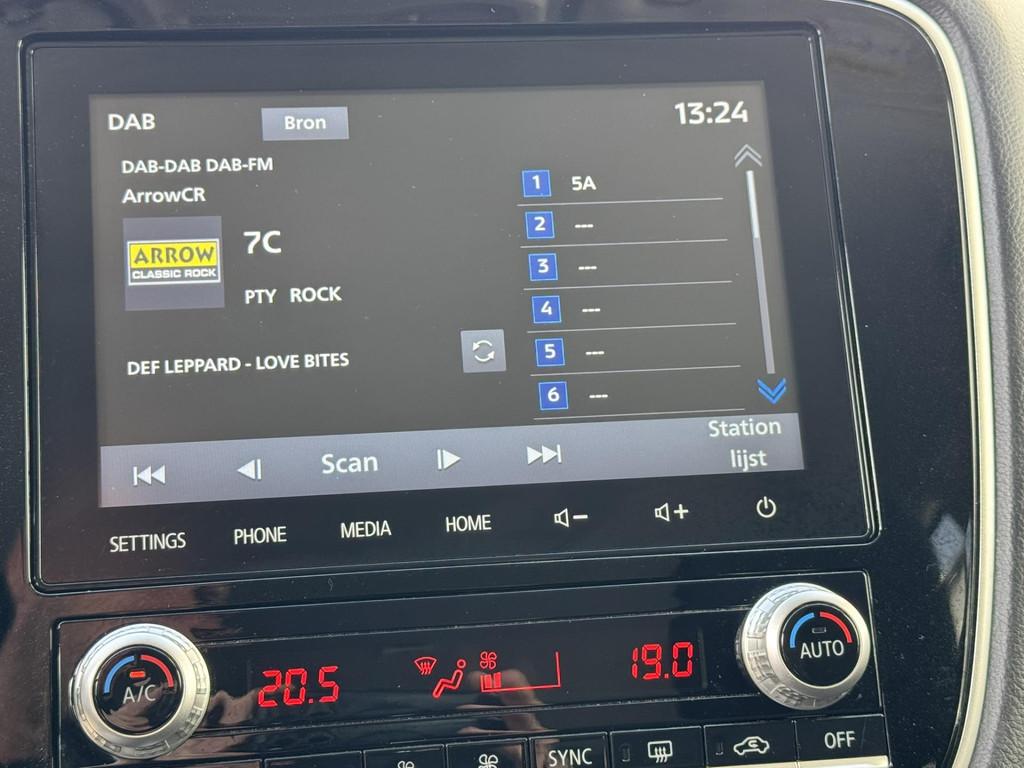 DAB
Bron
13:24
DAB-DAB DAB-FM
ArrowCR
ARROW
CLASSIC ROCK
7C
PTY ROCK
DEF LEPPARD - LOVE BITES
1 5A
2 ---
3 ---
4 ---
5 ---
6 ---
Scan
Station
lijst
SETTINGS
PHONE
MEDIA
HOME
A/C
20.5
19.0
AUTO
SYNC
OFF